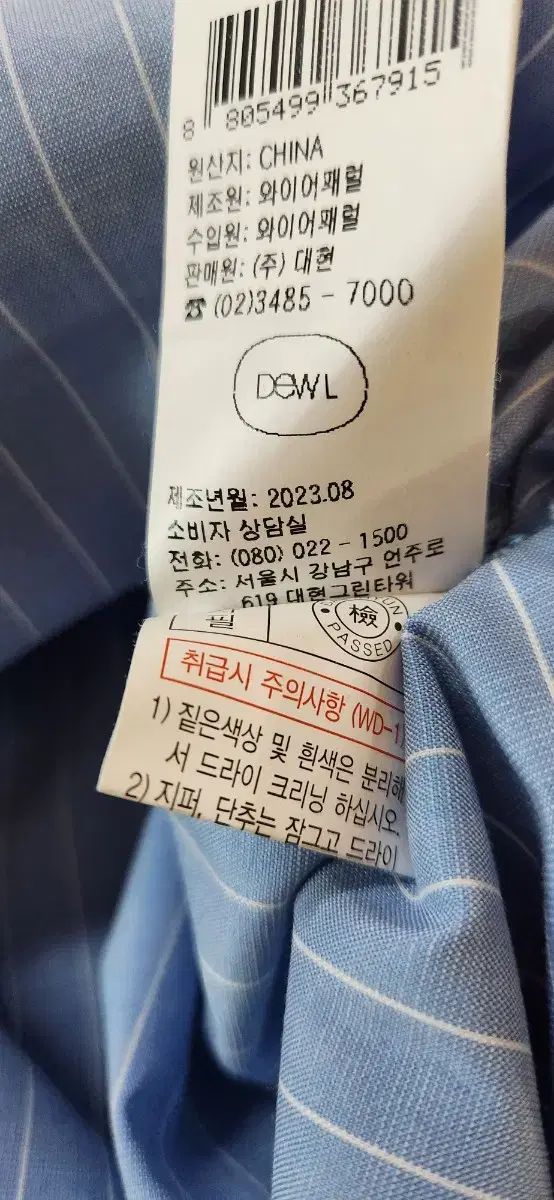 8 805499 367915
원산지: CHINA
제조원: 와이어패럴
수입원: 와이어패럴
판매원: (주) 대현
☎ (02)3485 - 7000
DEWL
제조년월: 2023.08
소비자 상담실
전화: (080) 022 - 1500
주소: 서울시 강남구 언주로
619 대현그린타워
필
檢
PASSED
취급시 주의사항 (WD-1)
1) 짙은색상 및 흰색은 분리해
서 드라이 크리닝 하십시오.
2) 지퍼, 단추는 잠그고 드라이